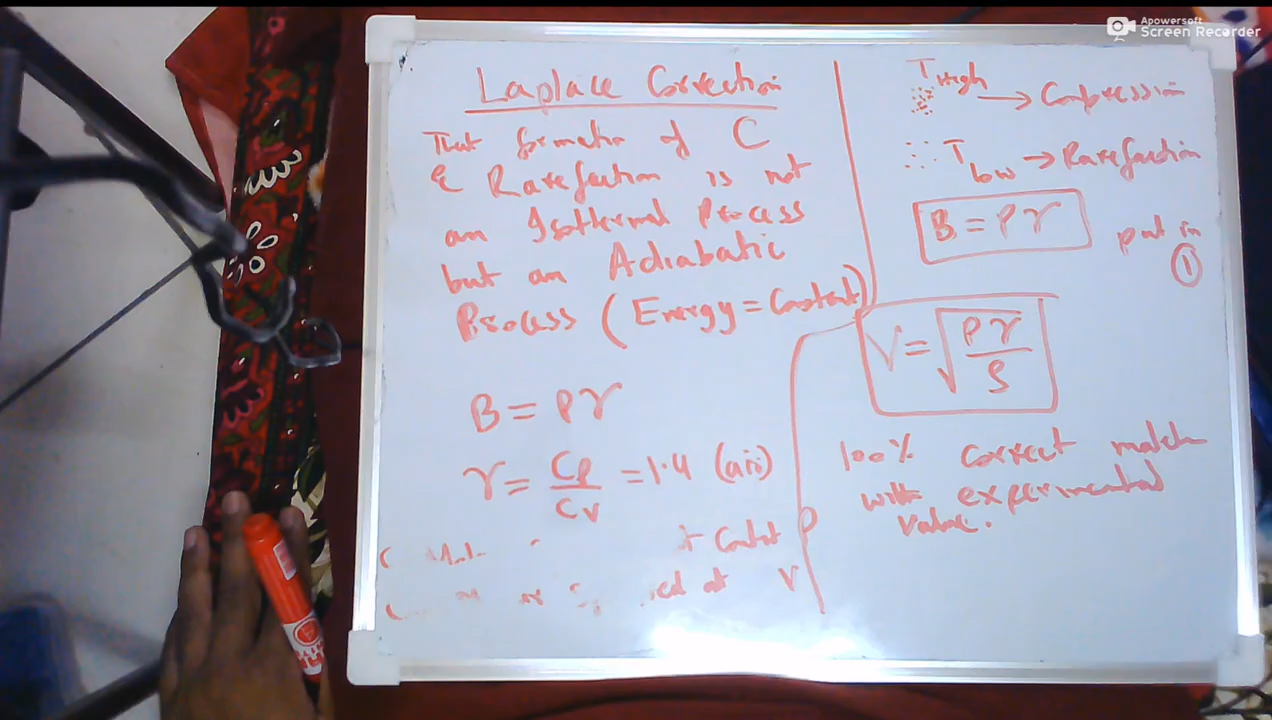 Laplace Correction
That formation of C
& Rarefaction is not
an Isothermal Process
but an Adiabatic
Process (Energy = Constant)
B = Pγ
γ = Cp/Cv = 1.4 (air)
at P
at V
T High → Compression
T low → Rarefaction
B = Pγ put in ①
V = √(Pγ/ρ)
100% correct match
with experimental
value.
Apowersoft
Screen Recorder